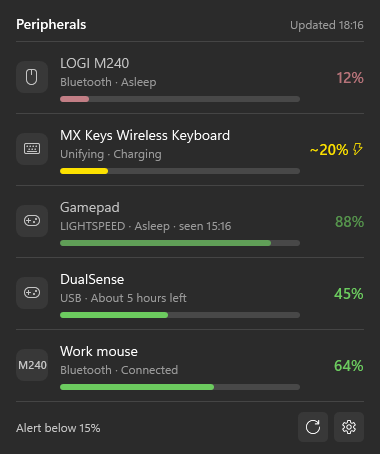 Peripherals
Updated 18:16
LOGI M240
Bluetooth · Asleep
12%
MX Keys Wireless Keyboard
Unifying · Charging
~20%
Gamepad
LIGHTSPEED · Asleep · seen 15:16
88%
DualSense
USB · About 5 hours left
45%
M240
Work mouse
Bluetooth · Connected
64%
Alert below 15%